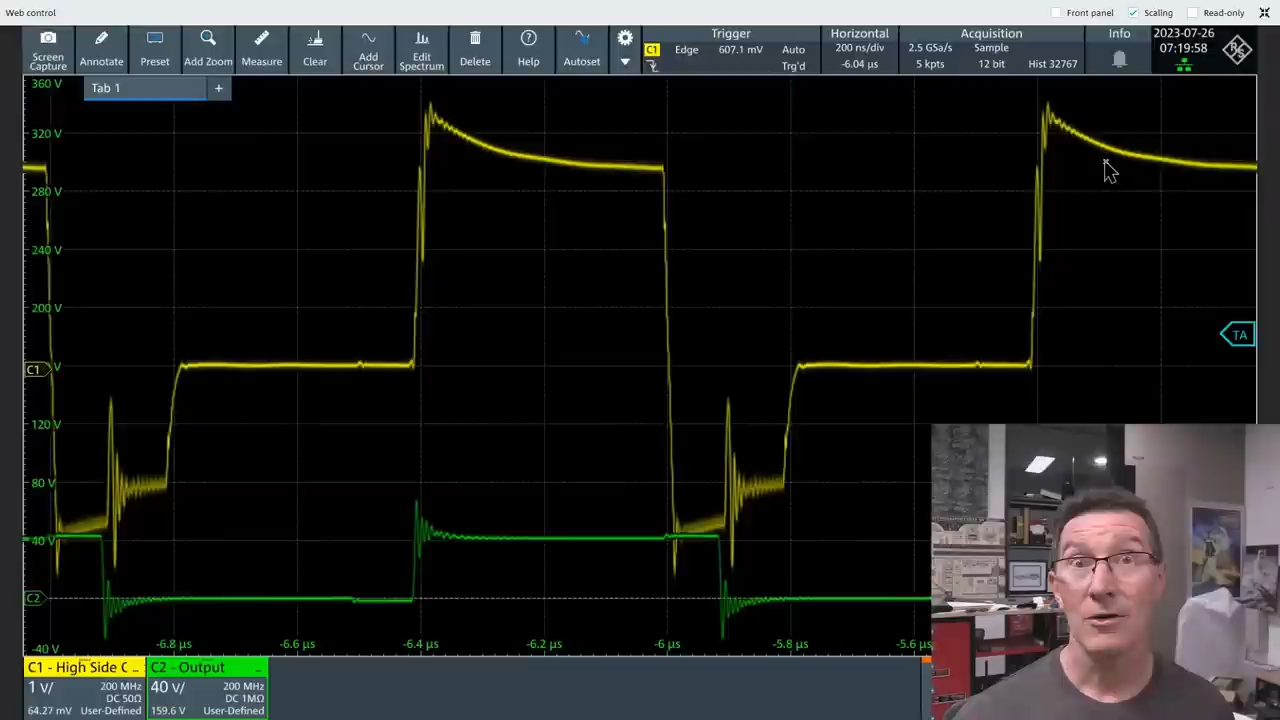 Web control
Front panel
Scaling
Read-only
Screen Capture
Annotate
Preset
Add Zoom
Measure
Clear
Add Cursor
Edit Spectrum
Delete
Help
Autoset
Trigger
C1 Edge 607.1 mV Auto
Trig'd
Horizontal
200 ns/div
-6.04 µs
Acquisition
2.5 GSa/s Sample
5 kpts 12 bit Hist 32767
Info
2023-07-26
07:19:58
Tab 1
+
360 V
320 V
280 V
240 V
200 V
C1
V
120 V
80 V
40 V
C2
-40 V
TA
-6.8 µs
-6.6 µs
-6.4 µs
-6.2 µs
-6 µs
-5.8 µs
-5.6 µs
C1 - High Side C ...
1 V/ 200 MHz
DC 50Ω
64.27 mV User-Defined
C2 - Output
40 V/ 200 MHz
DC 1MΩ
159.6 V User-Defined